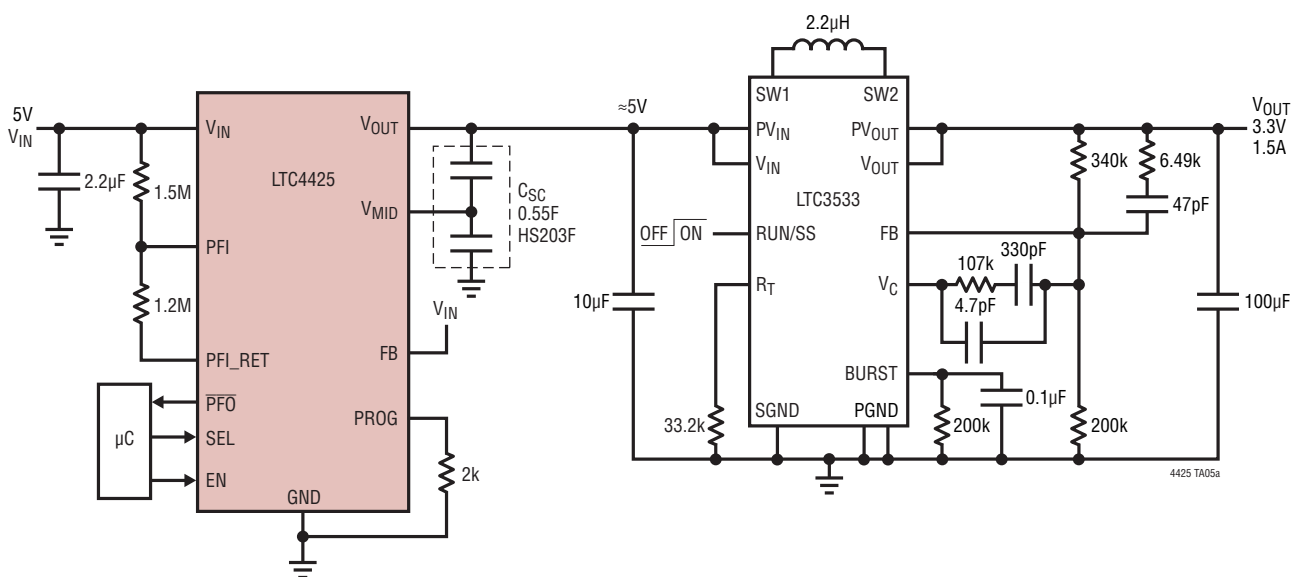 5V
VIN
2.2µF
VIN
1.5M
PFI
1.2M
PFI_RET
PFO
SEL
EN
µC
LTC4425
VOUT
VMID
FB
PROG
GND
CSC
0.55F
HS203F
VIN
2k
≈5V
10µF
2.2µH
SW1
SW2
PVIN
VIN
RUN/SS
RT
OFF
ON
33.2k
LTC3533
PVOUT
VOUT
FB
VC
BURST
SGND
PGND
340k
6.49k
47pF
107k
330pF
4.7pF
0.1µF
200k
200k
100µF
VOUT
3.3V
1.5A
4425 TA05a